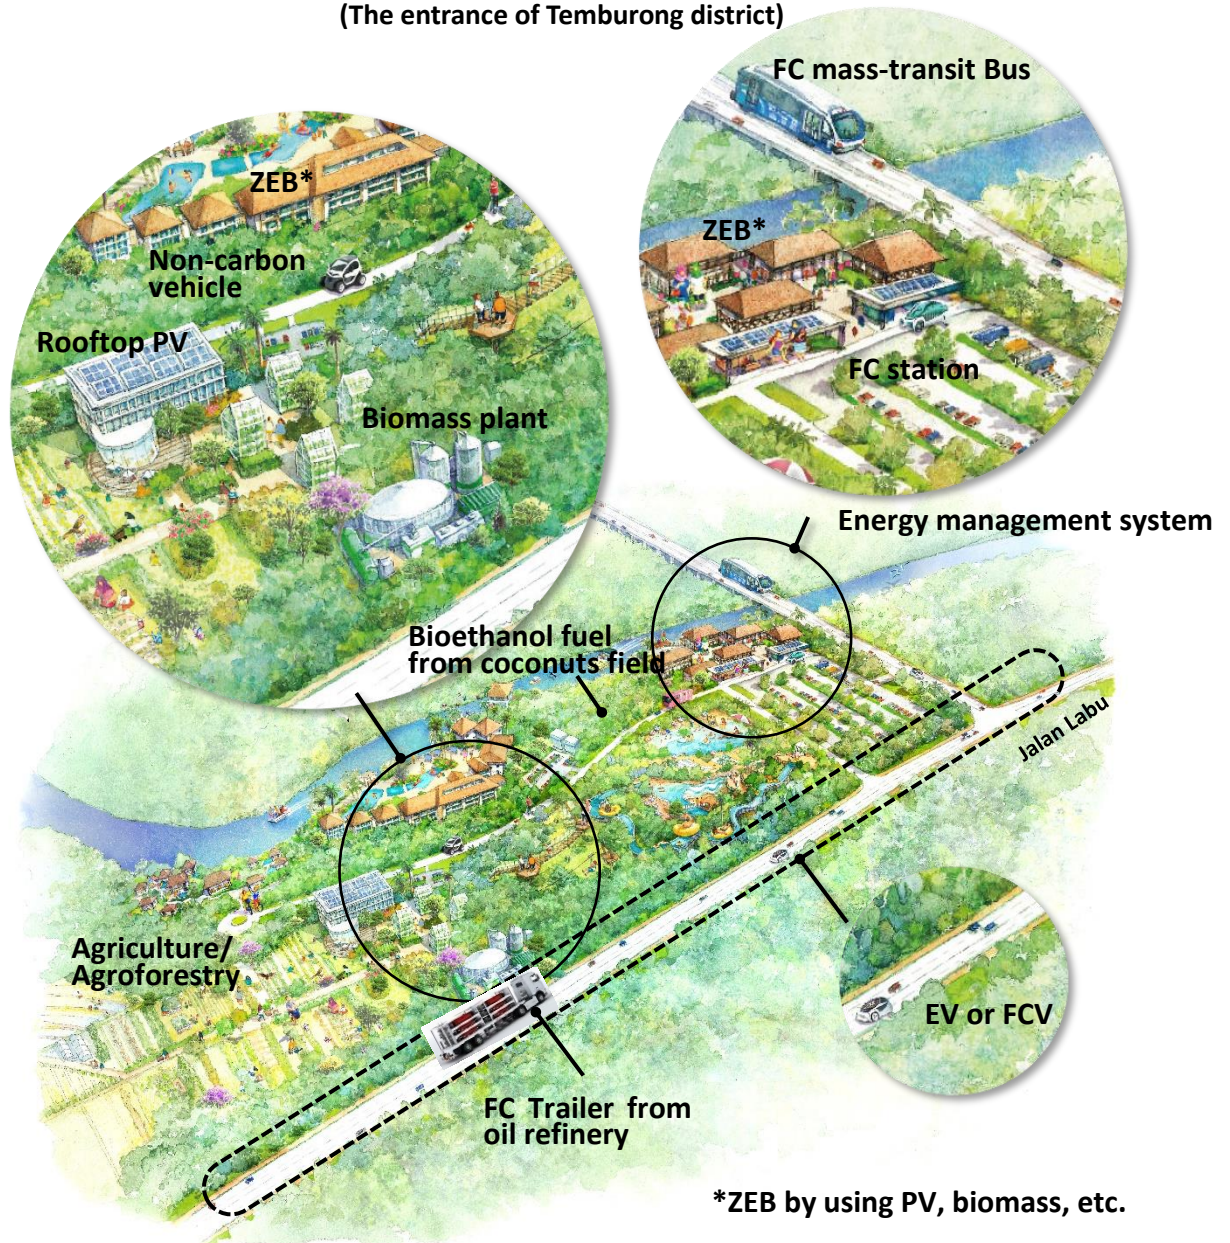 (The entrance of Temburong district)
FC mass-transit Bus
ZEB*
ZEB*
Non-carbon
vehicle
Rooftop PV
FC station
Biomass plant
Energy management system
Bioethanol fuel
from coconuts field
Jalan Labu
Agriculture/
Agroforestry
EV or FCV
FC Trailer from
oil refinery
*ZEB by using PV, biomass, etc.